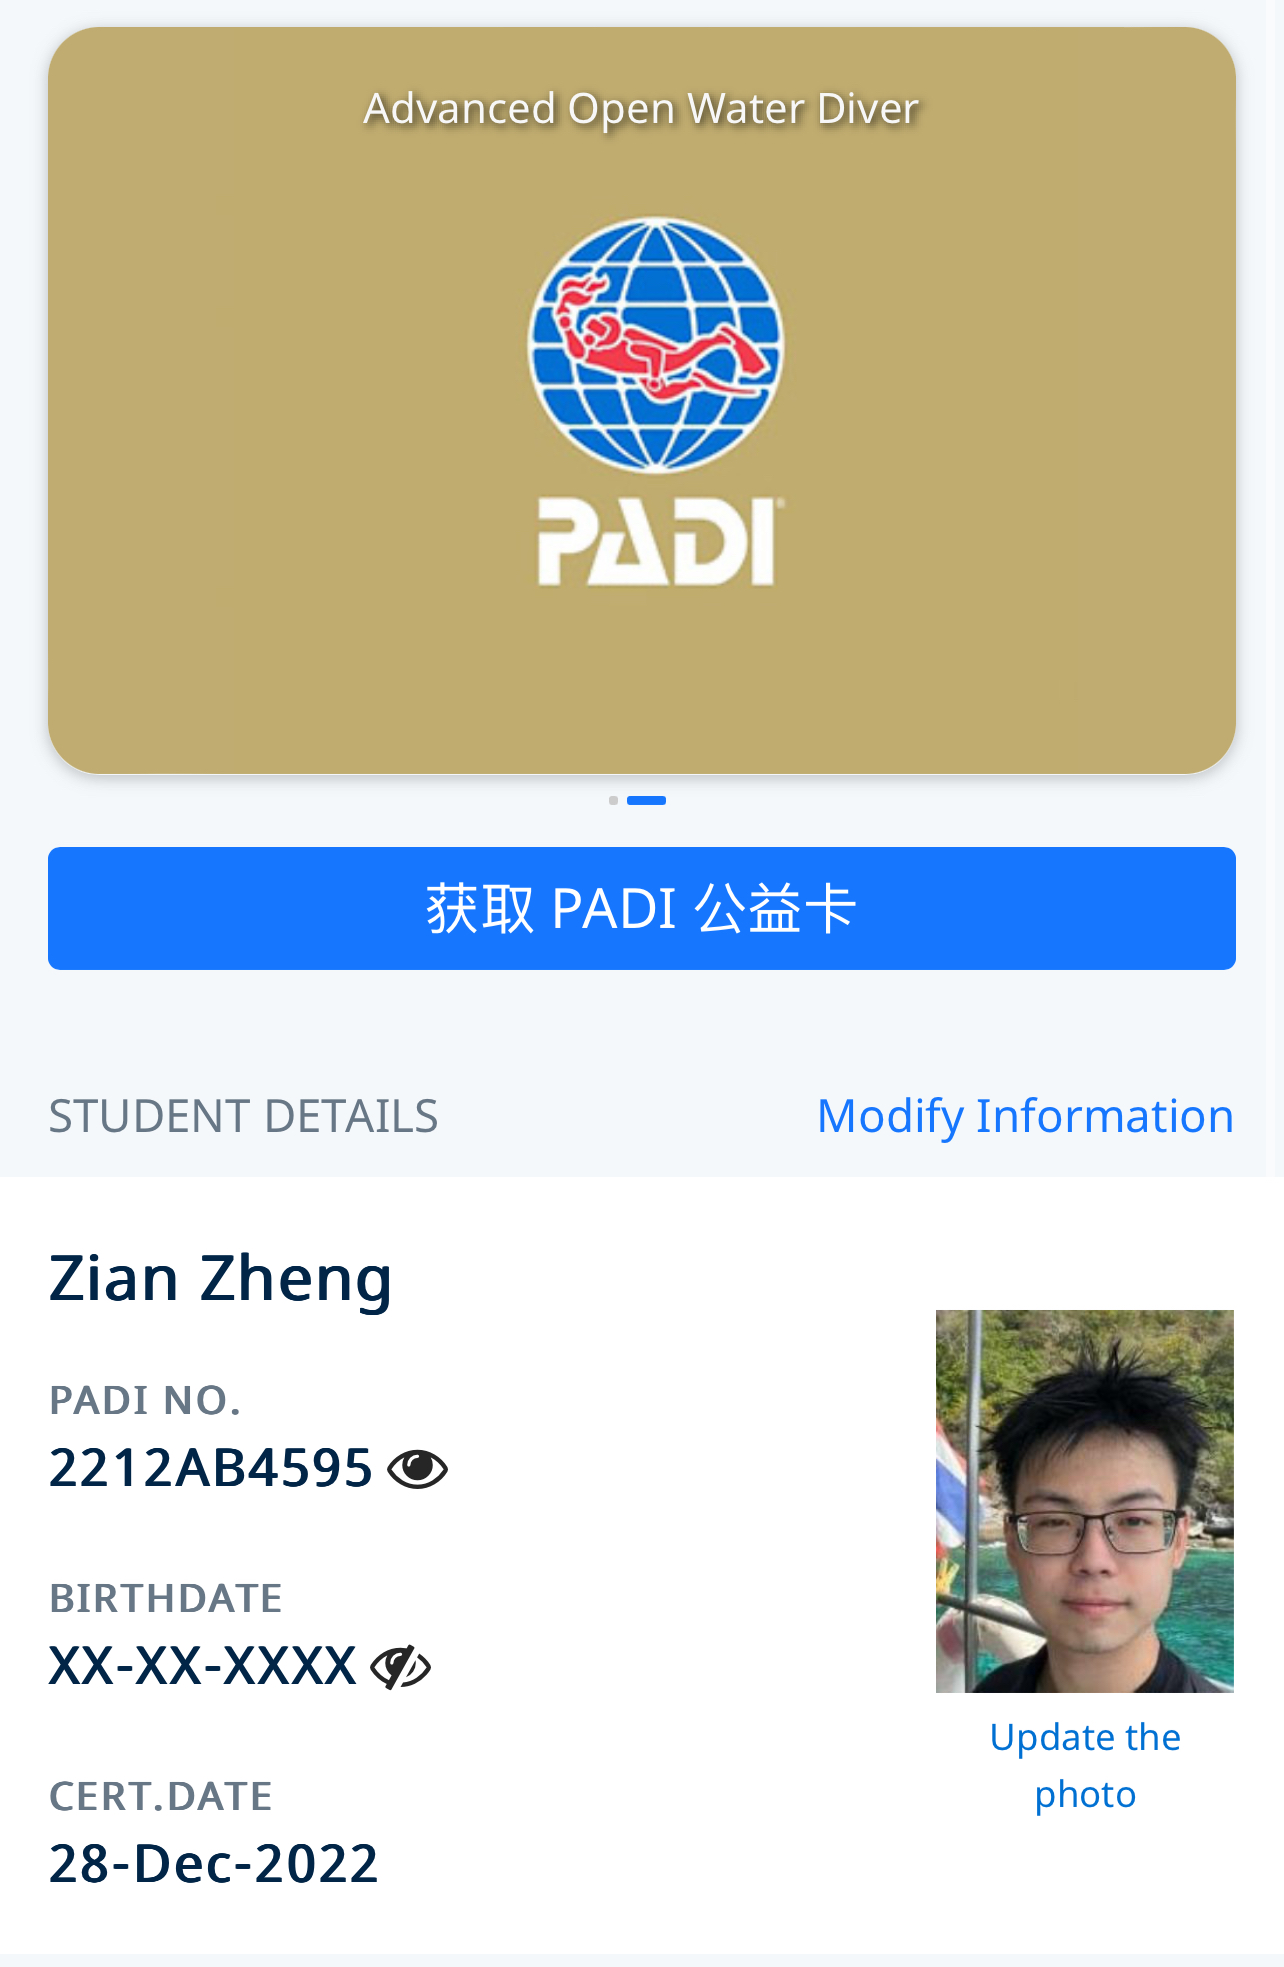 Advanced Open Water Diver
PADI®
获取 PADI 公益卡
STUDENT DETAILS
Modify Information
Zian Zheng
PADI NO.
2212AB4595
BIRTHDATE
XX-XX-XXXX
CERT.DATE
28-Dec-2022
Update the
photo